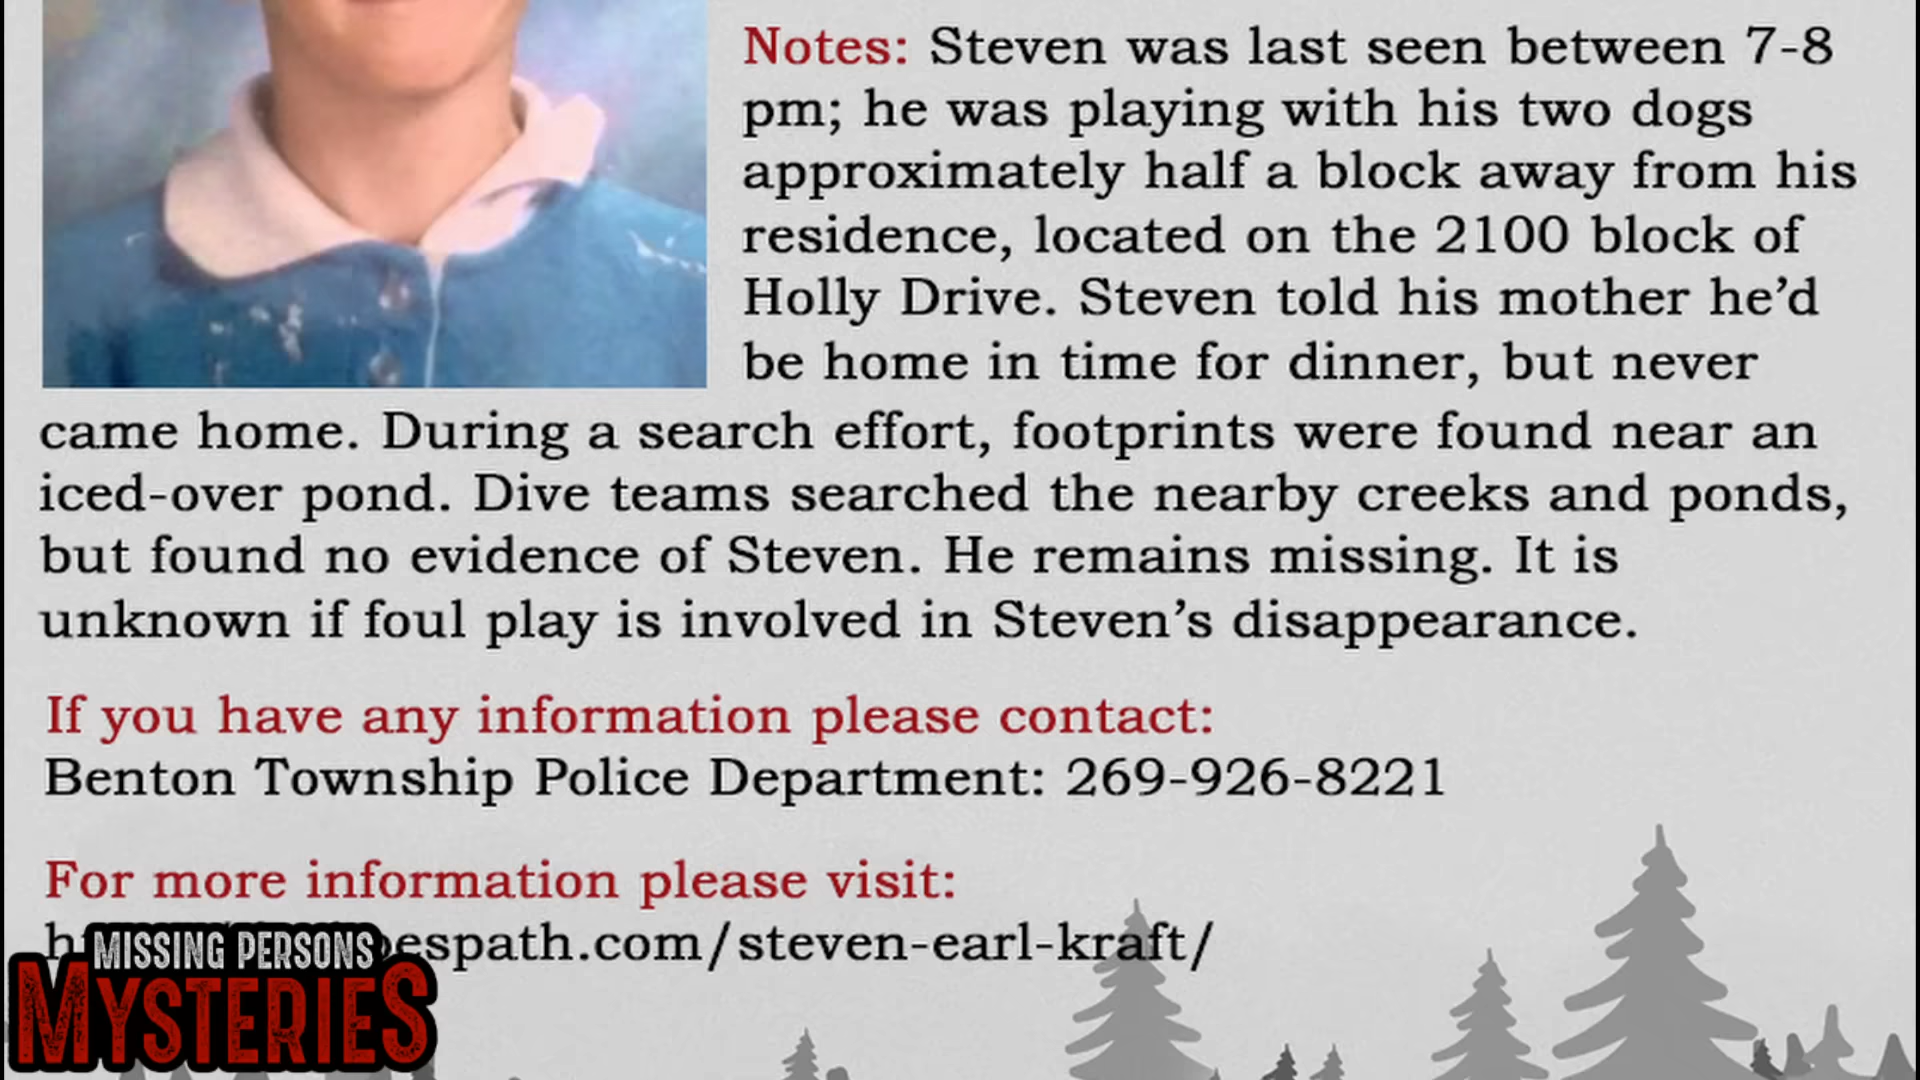 Notes: Steven was last seen between 7-8
pm; he was playing with his two dogs
approximately half a block away from his
residence, located on the 2100 block of
Holly Drive. Steven told his mother he’d
be home in time for dinner, but never
came home. During a search effort, footprints were found near an
iced-over pond. Dive teams searched the nearby creeks and ponds,
but found no evidence of Steven. He remains missing. It is
unknown if foul play is involved in Steven’s disappearance.
If you have any information please contact:
Benton Township Police Department: 269-926-8221
For more information please visit:
espath.com/steven-earl-kraft/
MISSING PERSONS
MYSTERIES